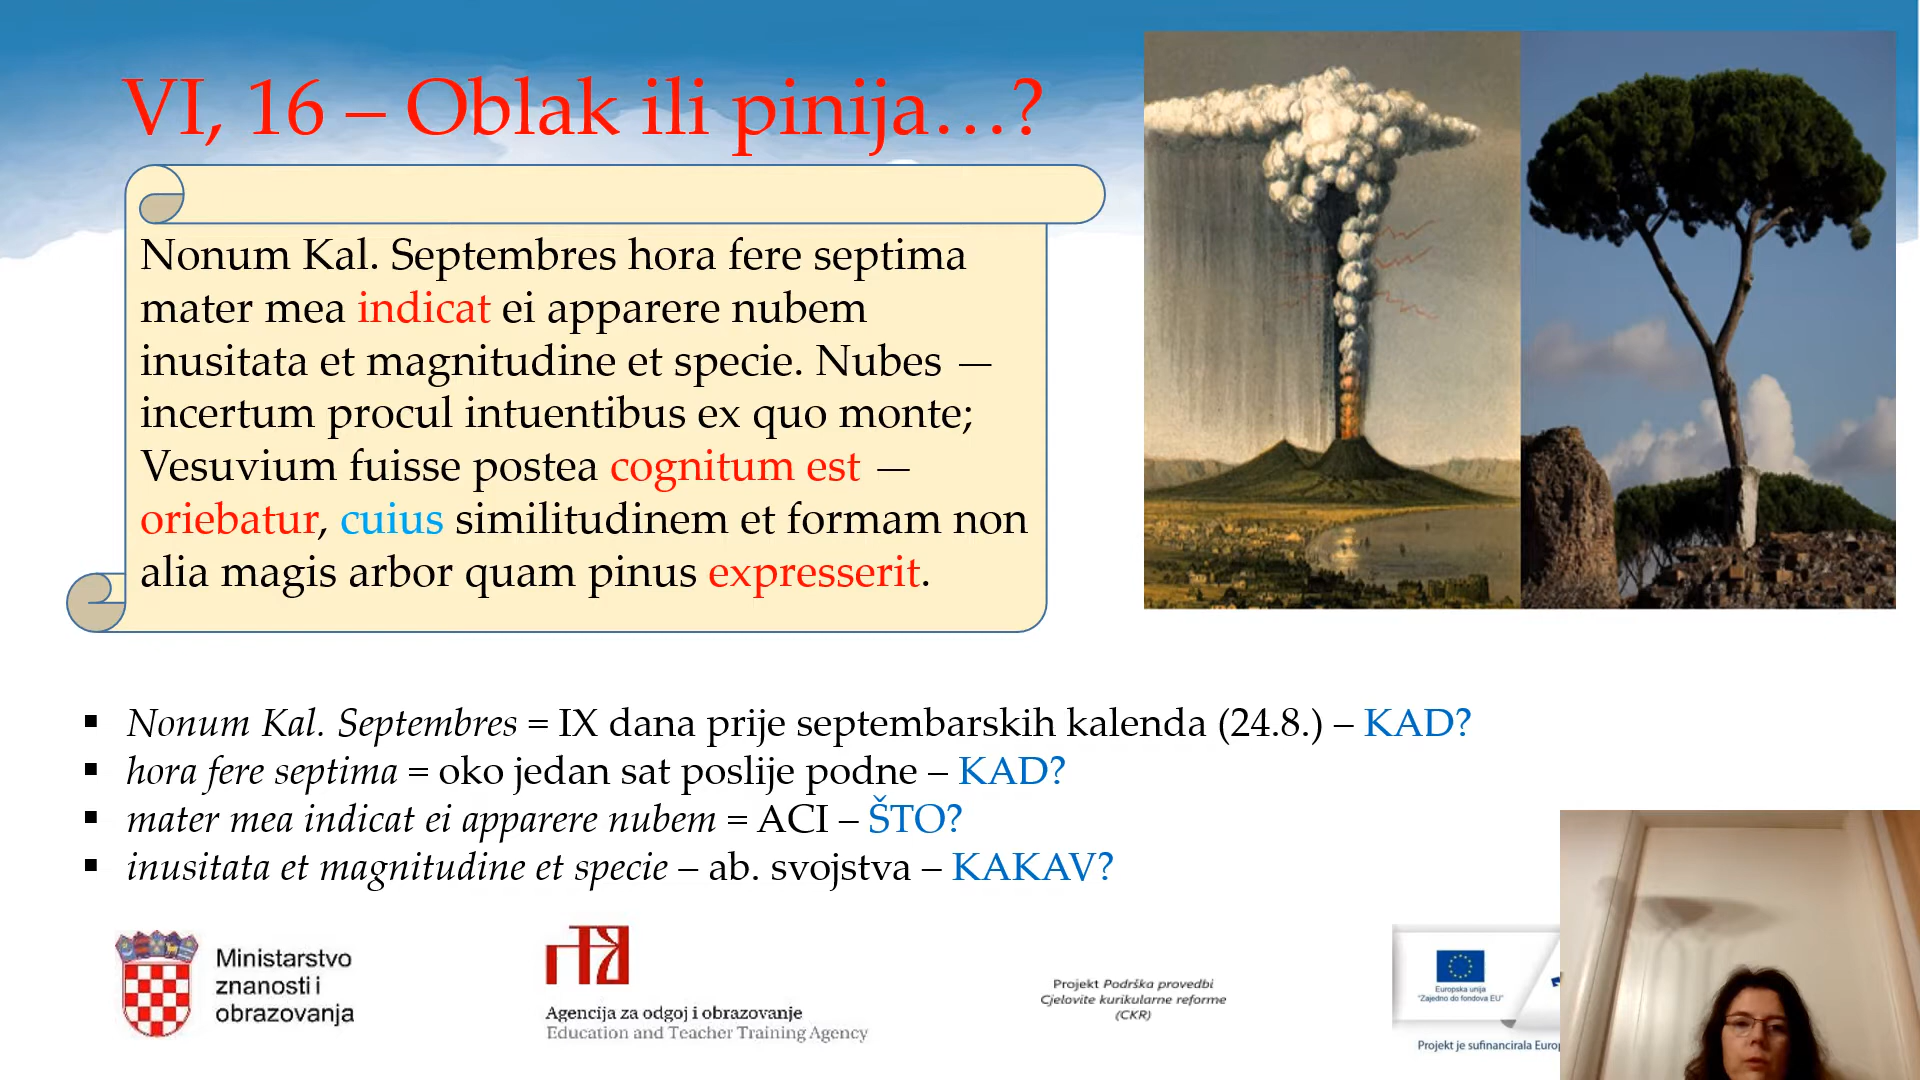 VI, 16 – Oblak ili pinija…?
Nonum Kal. Septembres hora fere septima
mater mea indicat ei apparere nubem
inusitata et magnitudine et specie. Nubes —
incertum procul intuentibus ex quo monte;
Vesuvium fuisse postea cognitum est —
oriebatur, cuius similitudinem et formam non
alia magis arbor quam pinus expresserit.
▪ Nonum Kal. Septembres = IX dana prije septembarskih kalenda (24.8.) – KAD?
▪ hora fere septima = oko jedan sat poslije podne – KAD?
▪ mater mea indicat ei apparere nubem = ACI – ŠTO?
▪ inusitata et magnitudine et specie – ab. svojstva – KAKAV?
Ministarstvo
znanosti i
obrazovanja
Agencija za odgoj i obrazovanje
Education and Teacher Training Agency
Projekt Podrška provedbi
Cjelovite kurikularne reforme
(CKR)
Europska unija
"Zajedno do fondova EU"
Projekt je sufinancirala